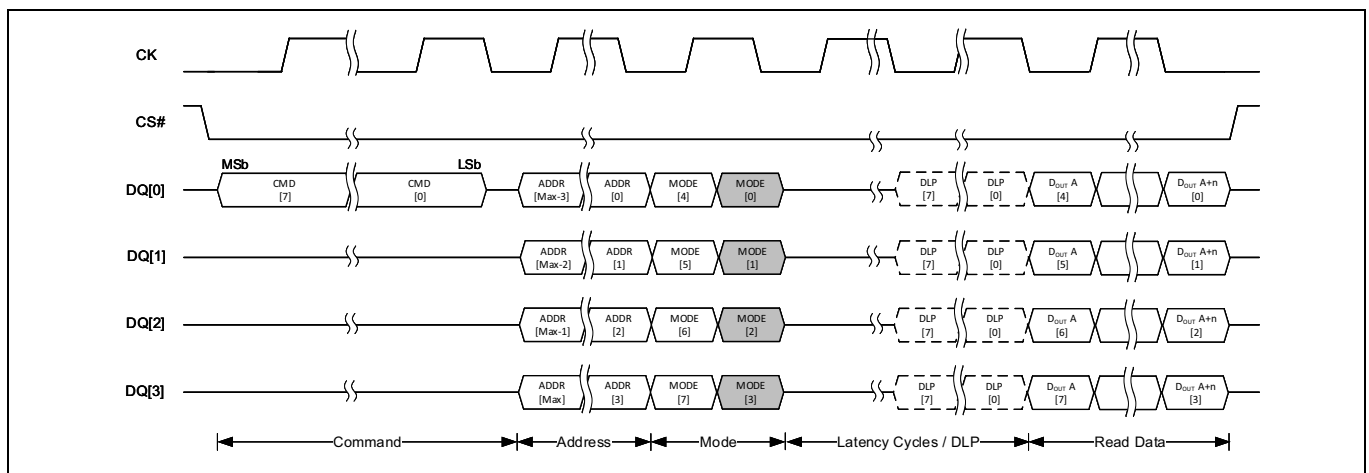 CK
CS#
MSb LSb
DQ[0] CMD [7] CMD [0] ADDR [Max-3] ADDR [0] MODE [4] MODE [0] DLP [7] DLP [0] DOUT A [4] DOUT A+n [0]
DQ[1] ADDR [Max-2] ADDR [1] MODE [5] MODE [1] DLP [7] DLP [0] DOUT A [5] DOUT A+n [1]
DQ[2] ADDR [Max-1] ADDR [2] MODE [6] MODE [2] DLP [7] DLP [0] DOUT A [6] DOUT A+n [2]
DQ[3] ADDR [Max] ADDR [3] MODE [7] MODE [3] DLP [7] DLP [0] DOUT A [7] DOUT A+n [3]
Command Address Mode Latency Cycles / DLP Read Data